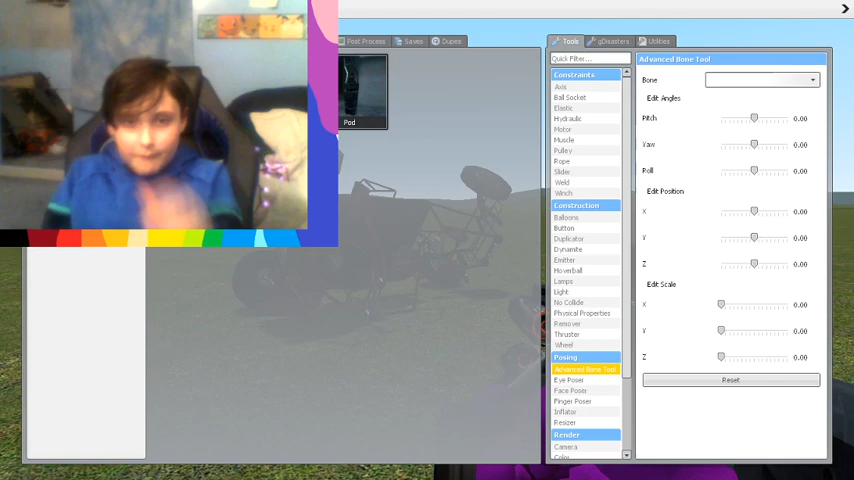 Post Process Saves Dupes
Pod
Tools gDisasters Utilities
Quick Filter...
Constraints
Axis
Ball Socket
Elastic
Hydraulic
Motor
Muscle
Pulley
Rope
Slider
Weld
Winch
Construction
Balloons
Button
Duplicator
Dynamite
Emitter
Hoverball
Lamps
Light
No Collide
Physical Properties
Remover
Thruster
Wheel
Posing
Advanced Bone Tool
Eye Poser
Face Poser
Finger Poser
Inflator
Resizer
Render
Camera
Color
Advanced Bone Tool
Bone
Edit Angles
Pitch 0.00
Yaw 0.00
Roll 0.00
Edit Position
X 0.00
Y 0.00
Z 0.00
Edit Scale
X 0.00
Y 0.00
Z 0.00
Reset